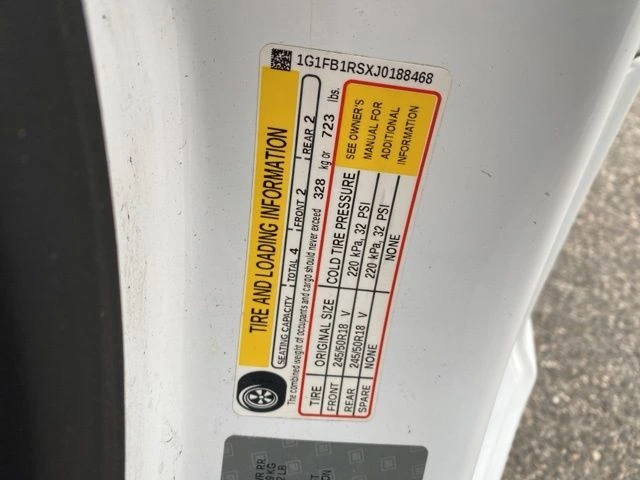 1G1FB1RSXJ0188468
TIRE AND LOADING INFORMATION
SEATING CAPACITY TOTAL 4 FRONT 2 REAR 2
The combined weight of occupants and cargo should never exceed 328 kg or 723 lbs.
TIRE ORIGINAL SIZE COLD TIRE PRESSURE
FRONT 245/50R18 V 220 kPa, 32 PSI
REAR 245/50R18 V 220 kPa, 32 PSI
SPARE NONE NONE
SEE OWNER'S
MANUAL FOR
ADDITIONAL
INFORMATION